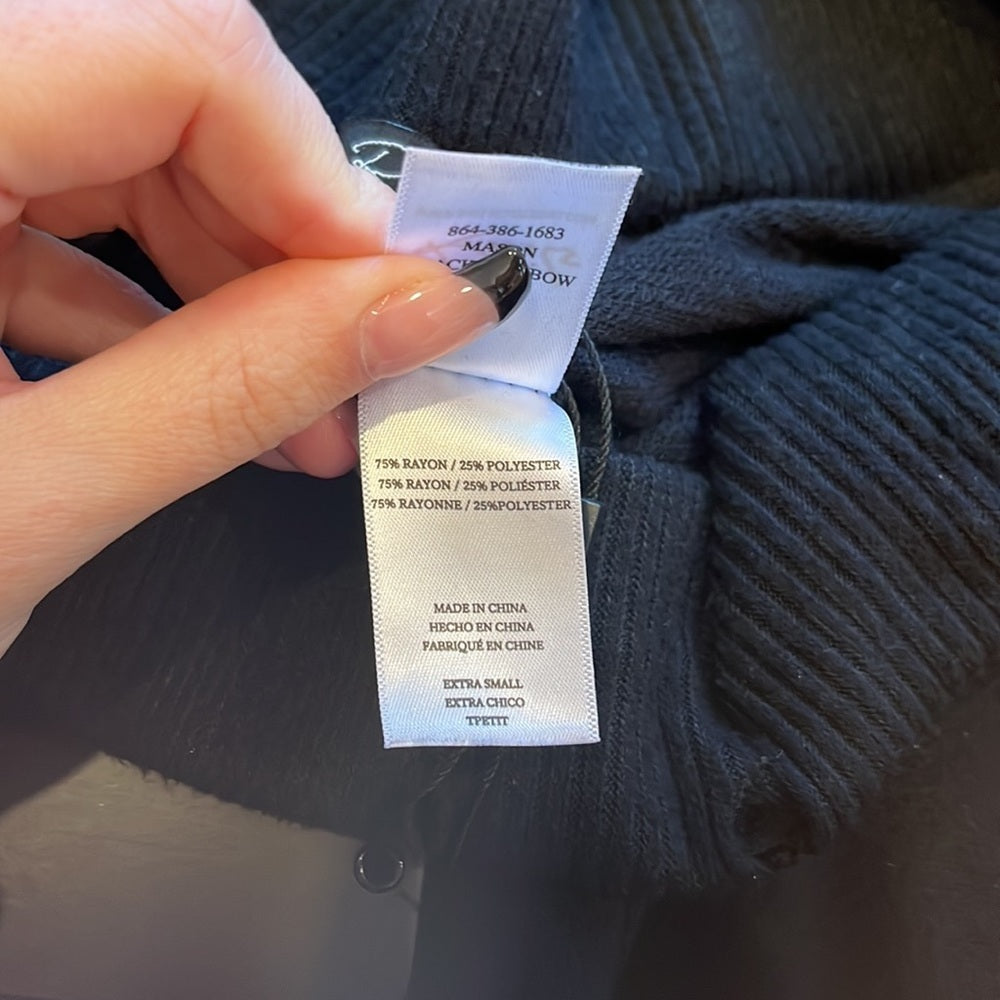 864-386-1683
MASON
BOW
75% RAYON / 25% POLYESTER
75% RAYON / 25% POLIÉSTER
75% RAYONNE / 25%POLYESTER
MADE IN CHINA
HECHO EN CHINA
FABRIQUÉ EN CHINE
EXTRA SMALL
EXTRA CHICO
TPETIT